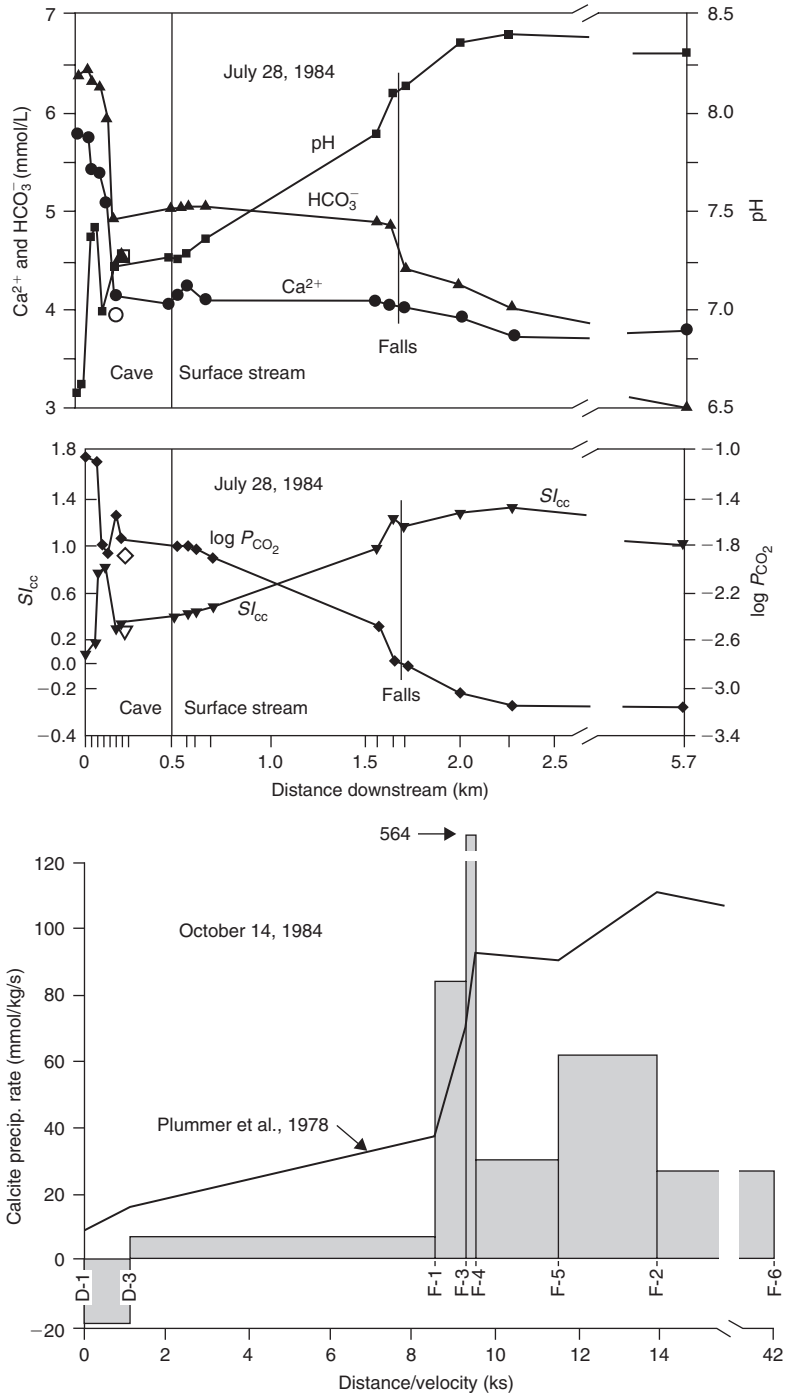 7
6
5
4
3
Ca²⁺ and HCO₃⁻ (mmol/L)
July 28, 1984
pH
HCO₃⁻
Ca²⁺
Falls
Cave
Surface stream
8.5
8.0
7.5
7.0
6.5
pH
1.8
1.4
1.0
0.6
0.2
0.0
−0.2
−0.4
SIcc
July 28, 1984
log PCO₂
SIcc
SIcc
Falls
Cave
Surface stream
−1.0
−1.4
−1.8
−2.2
−2.6
−3.0
−3.4
log PCO₂
0 0.5 1.0 1.5 2.0 2.5 5.7
Distance downstream (km)
564
120
100
80
60
40
20
0
−20
Calcite precip. rate (mmol/kg/s)
October 14, 1984
Plummer et al., 1978
D-1
D-3
F-1
F-3
F-4
F-5
F-2
F-6
0 2 4 6 8 10 12 14 42
Distance/velocity (ks)